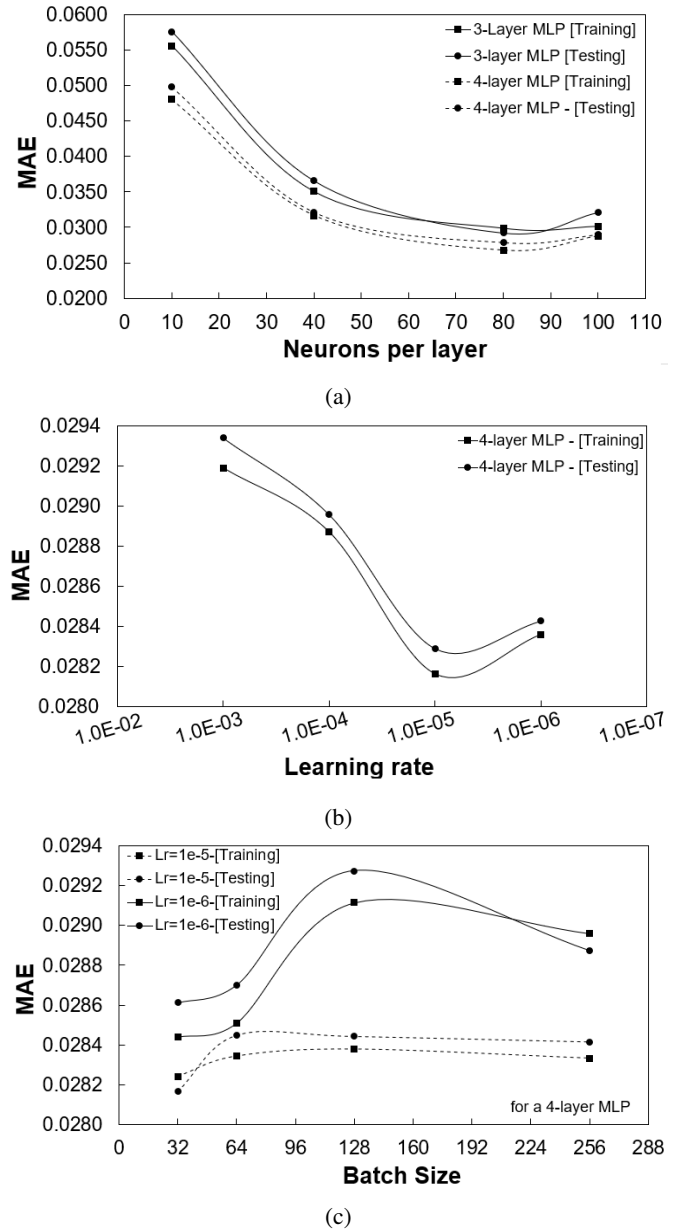 0.0600
0.0550
0.0500
0.0450
0.0400
0.0350
0.0300
0.0250
0.0200
MAE
3-Layer MLP [Training]
3-layer MLP [Testing]
4-layer MLP [Training]
4-layer MLP - [Testing]
0 10 20 30 40 50 60 70 80 90 100 110
Neurons per layer
(a)
0.0294
0.0292
0.0290
0.0288
0.0286
0.0284
0.0282
0.0280
MAE
4-layer MLP - [Training]
4-layer MLP - [Testing]
1.0E-02 1.0E-03 1.0E-04 1.0E-05 1.0E-06 1.0E-07
Learning rate
(b)
0.0294
0.0292
0.0290
0.0288
0.0286
0.0284
0.0282
0.0280
MAE
Lr=1e-5-[Training]
Lr=1e-5-[Testing]
Lr=1e-6-[Training]
Lr=1e-6-[Testing]
for a 4-layer MLP
0 32 64 96 128 160 192 224 256 288
Batch Size
(c)